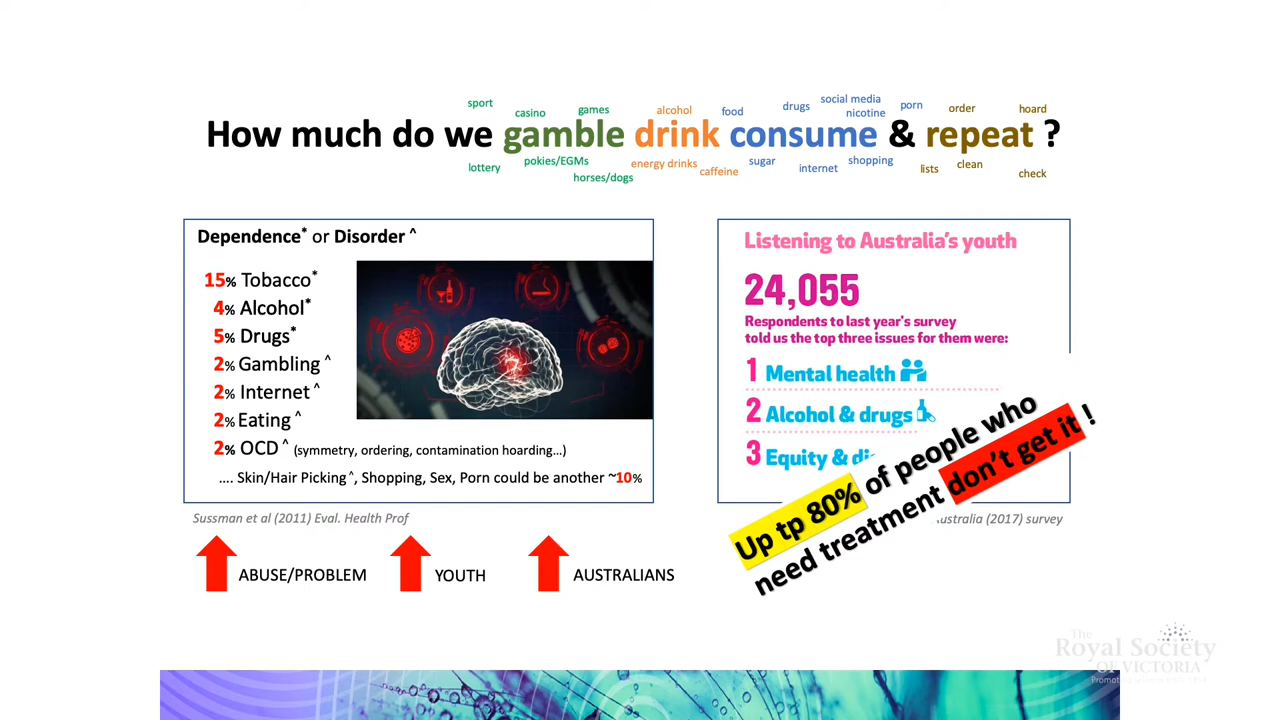 sport casino games alcohol food drugs social media nicotine porn order hoard
How much do we gamble drink consume & repeat ?
lottery pokies/EGMs horses/dogs energy drinks caffeine sugar internet shopping lists clean check
Dependence* or Disorder ^
15% Tobacco*
4% Alcohol*
5% Drugs*
2% Gambling ^
2% Internet ^
2% Eating ^
2% OCD ^ (symmetry, ordering, contamination hoarding...)
.... Skin/Hair Picking^, Shopping, Sex, Porn could be another ~10%
Sussman et al (2011) Eval. Health Prof
ABUSE/PROBLEM
YOUTH
AUSTRALIANS
Listening to Australia's youth
24,055
Respondents to last year's survey
told us the top three issues for them were:
1 Mental health
2 Alcohol & drugs
3 Equity &
Up tp 80% of people who
need treatment don't get it !
(2017) survey
The
Royal Society
OF VICTORIA